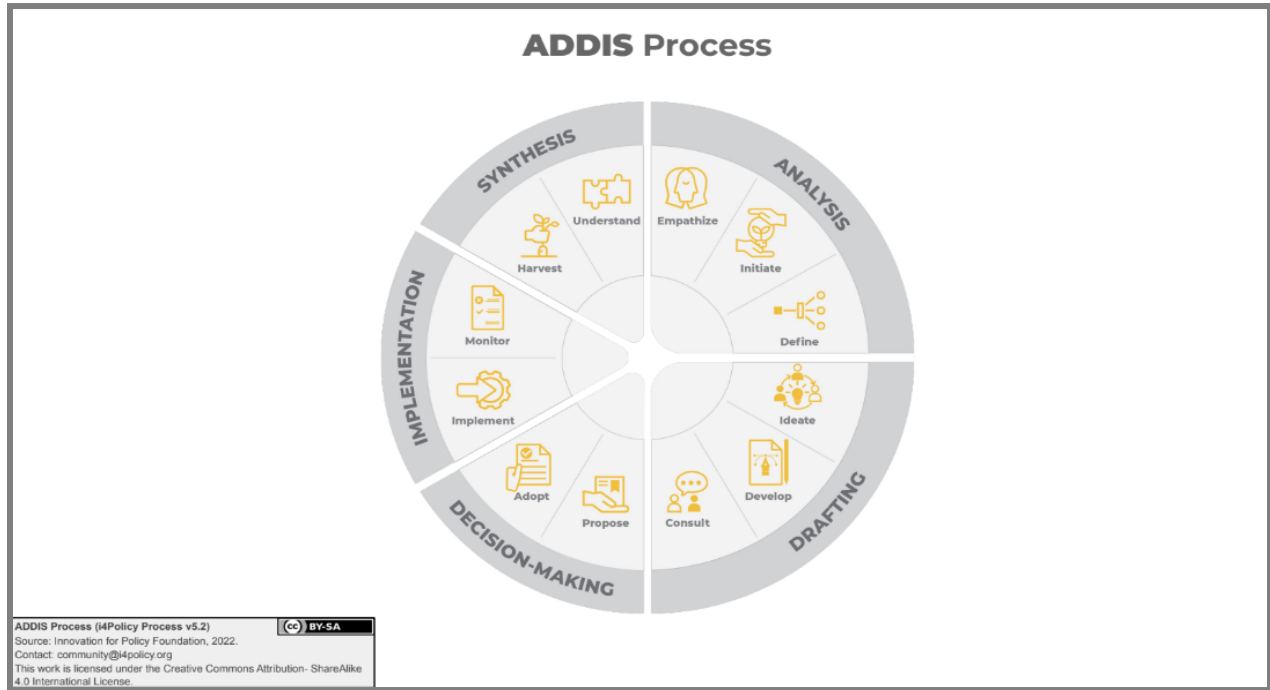 ADDIS Process
SYNTHESIS
ANALYSIS
Understand
Empathize
Harvest
Initiate
IMPLEMENTATION
Monitor
Define
Implement
Ideate
Adopt
Propose
Consult
Develop
DECISION-MAKING
DRAFTING
ADDIS Process (i4Policy Process v5.2)
cc BY-SA
Source: Innovation for Policy Foundation, 2022.
Contact: community@i4policy.org
This work is licensed under the Creative Commons Attribution- ShareAlike
4.0 International License.